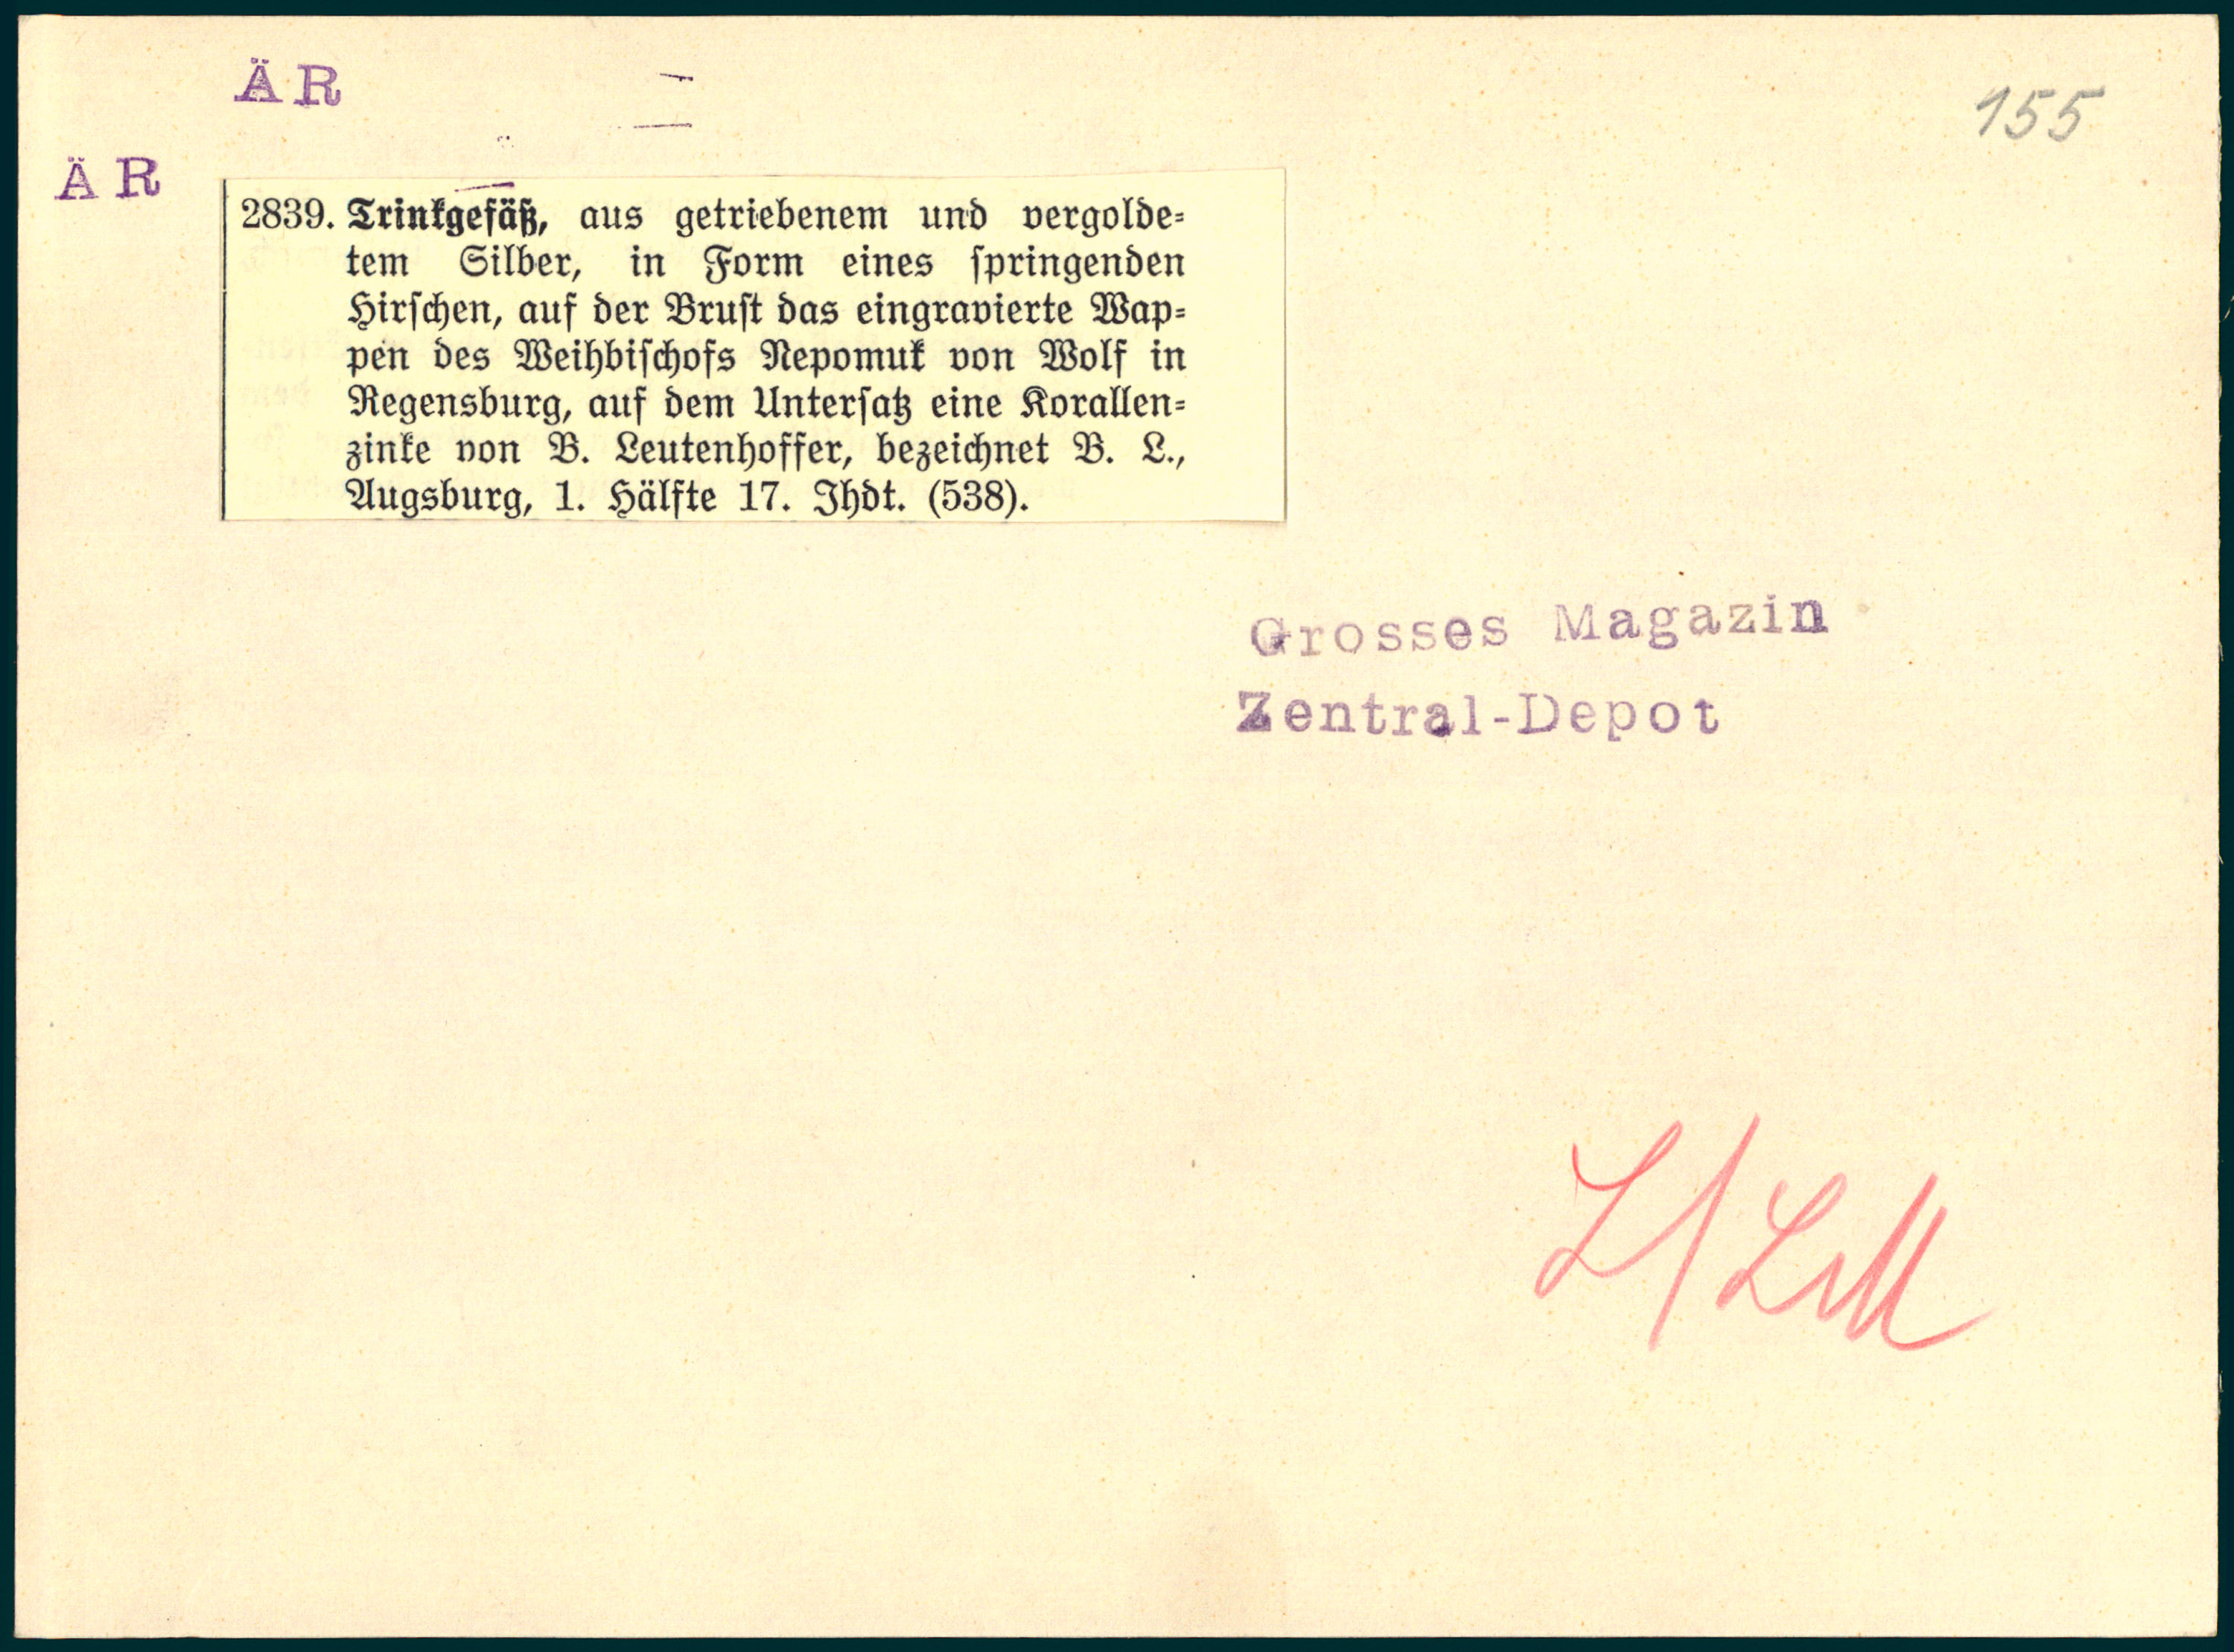 ÄR
155
ÄR
2839. Trinkgefäß, aus getriebenem und vergolde-
tem Silber, in Form eines springenden
Hirschen, auf der Brust das eingravierte Wap-
pen des Weihbischofs Nepomuk von Wolf in
Regensburg, auf dem Untersatz eine Korallen-
zinke von B. Leutenhoffer, bezeichnet B. L.,
Augsburg, 1. Hälfte 17. Jhdt. (538).
Grosses Magazin
Zentral-Depot